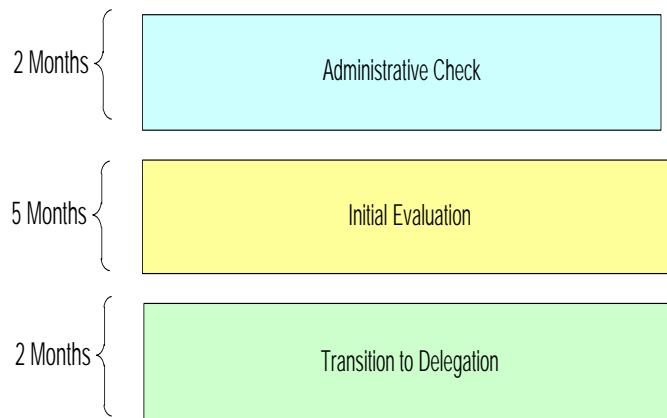 2 Months
Administrative Check
5 Months
Initial Evaluation
2 Months
Transition to Delegation